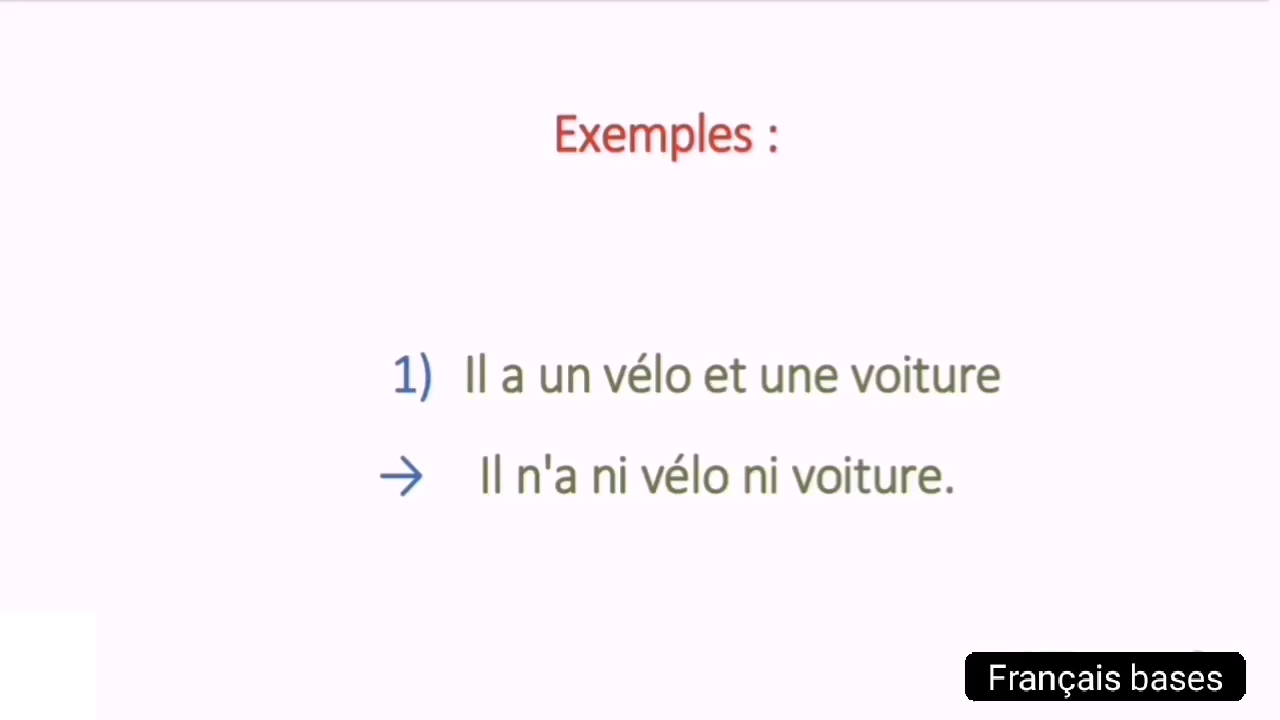 Exemples :
1) Il a un vélo et une voiture
→ Il n'a ni vélo ni voiture.
Français bases